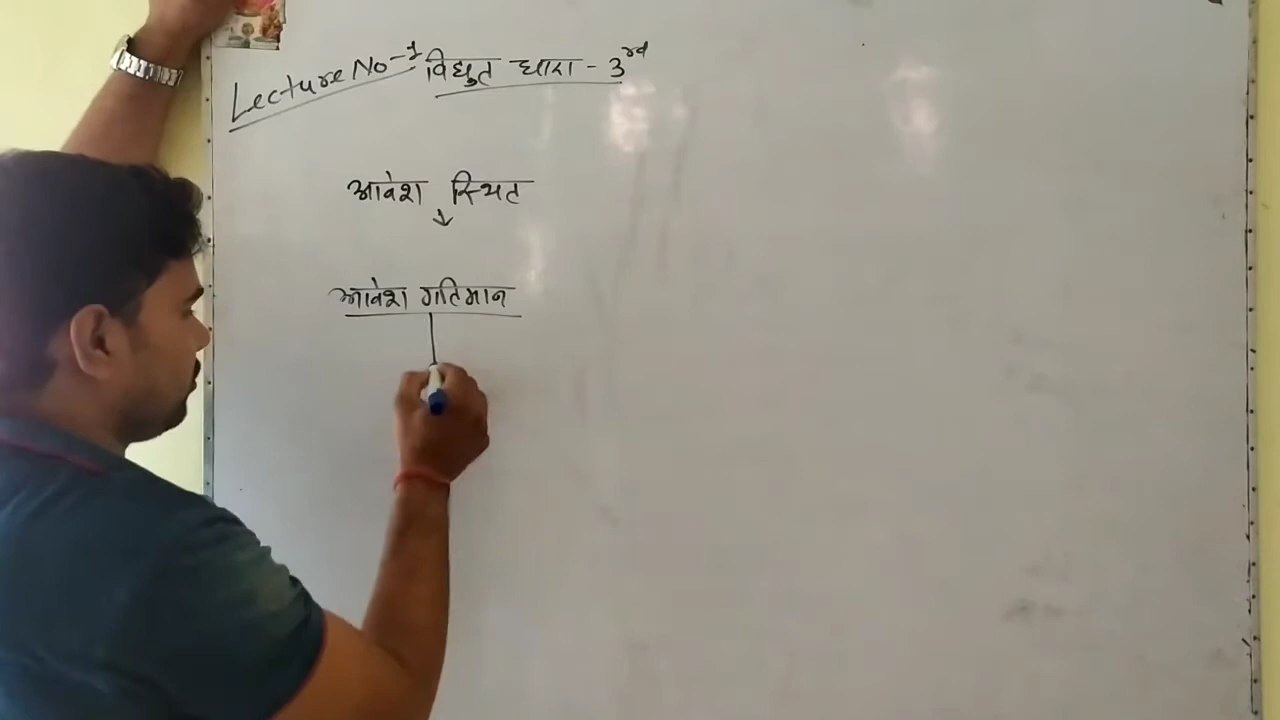 Lecture No-1 विद्युत धारा - 3rd
आवेश स्थित
आवेश गतिमान